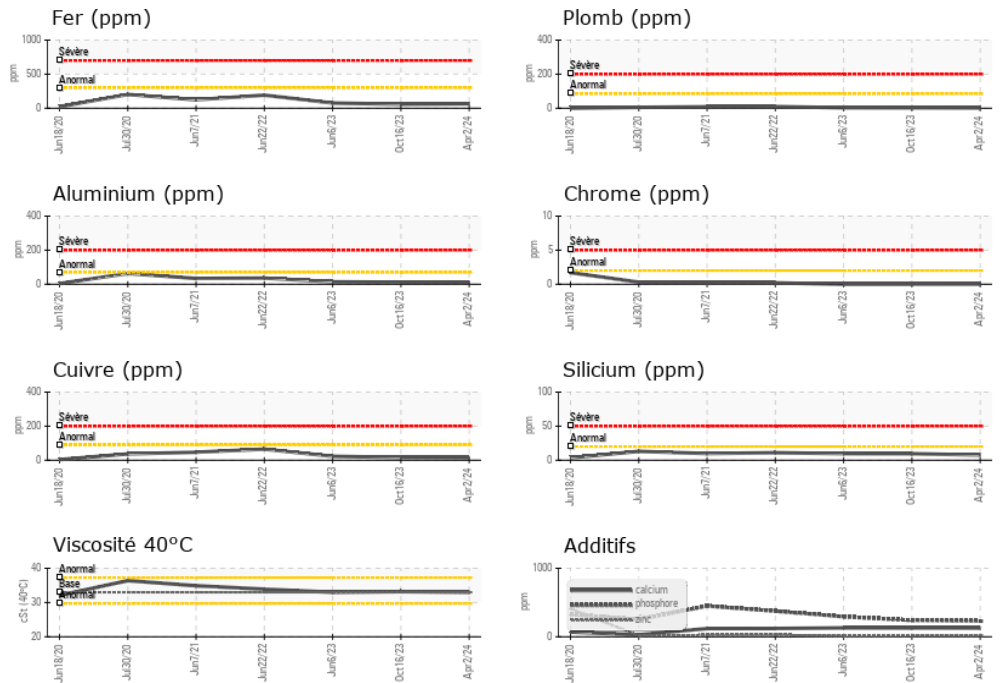 Fer (ppm)
1000
500
0
ppm
Sévère
Anormal
Jun18/20
Jul30/20
Jun7/21
Jun22/22
Jun6/23
Oct16/23
Apr2/24
Plomb (ppm)
400
200
0
ppm
Sévère
Anormal
Jun18/20
Jul30/20
Jun7/21
Jun22/22
Jun6/23
Oct16/23
Apr2/24
Aluminium (ppm)
400
200
0
ppm
Sévère
Anormal
Jun18/20
Jul30/20
Jun7/21
Jun22/22
Jun6/23
Oct16/23
Apr2/24
Chrome (ppm)
10
5
0
ppm
Sévère
Anormal
Jun18/20
Jul30/20
Jun7/21
Jun22/22
Jun6/23
Oct16/23
Apr2/24
Cuivre (ppm)
400
200
0
ppm
Sévère
Anormal
Jun18/20
Jul30/20
Jun7/21
Jun22/22
Jun6/23
Oct16/23
Apr2/24
Silicium (ppm)
100
50
0
ppm
Sévère
Anormal
Jun18/20
Jul30/20
Jun7/21
Jun22/22
Jun6/23
Oct16/23
Apr2/24
Viscosité 40ºC
40
30
20
cSt (40ºC)
Anormal
Base
Anormal
Jun18/20
Jul30/20
Jun7/21
Jun22/22
Jun6/23
Oct16/23
Apr2/24
Additifs
1000
0
ppm
calcium
phosphore
zinc
Jun18/20
Jul30/20
Jun7/21
Jun22/22
Jun6/23
Oct16/23
Apr2/24